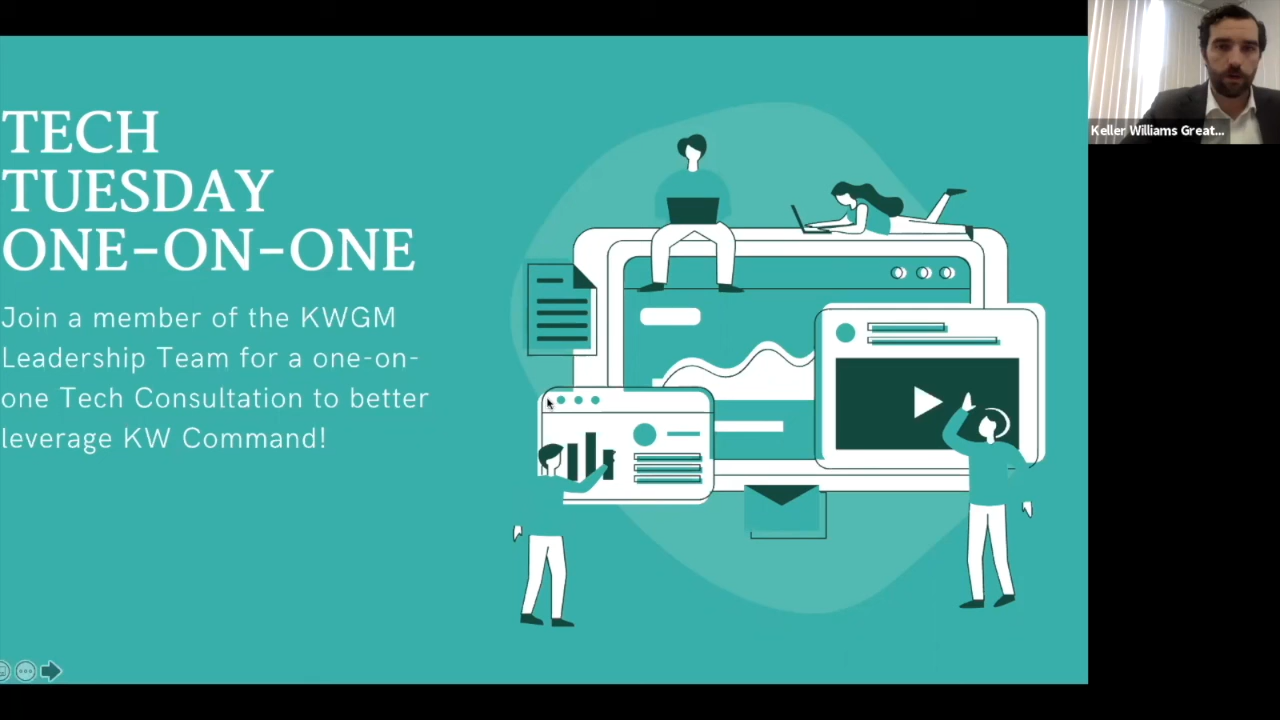 TECH
TUESDAY
ONE-ON-ONE
Join a member of the KWGM
Leadership Team for a one-on-
one Tech Consultation to better
leverage KW Command!
Keller Williams Great...